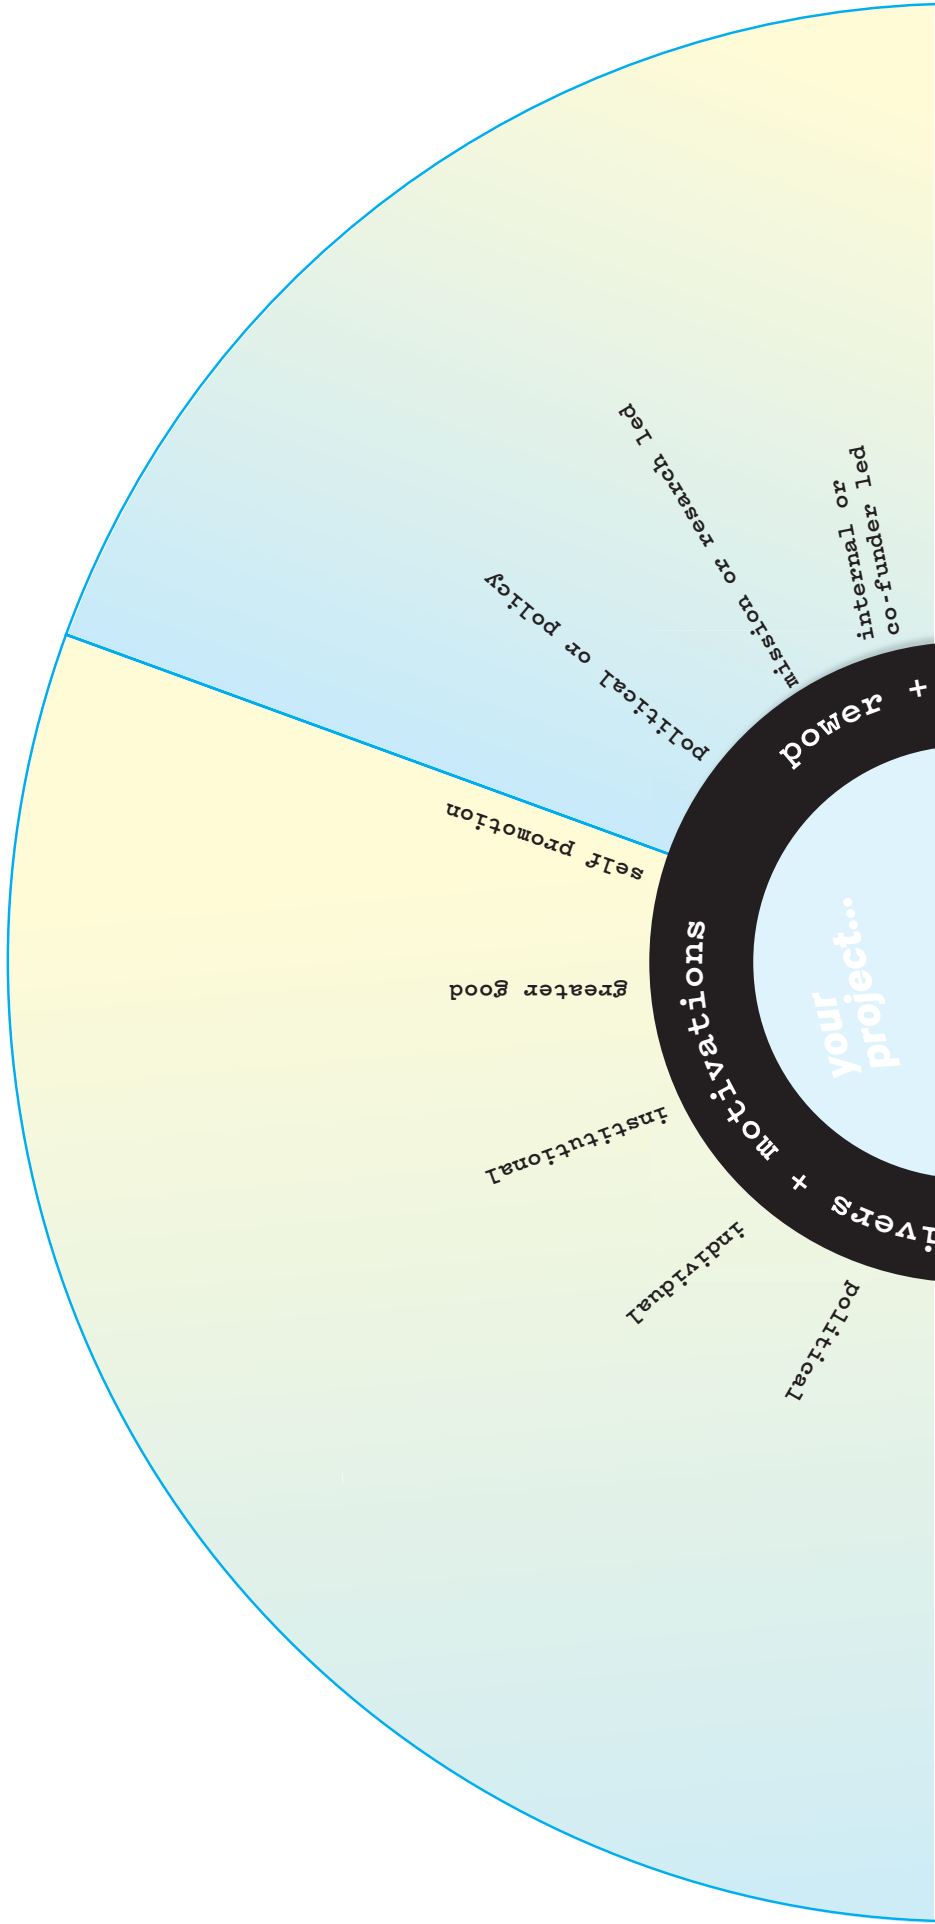 mission or resarch led
internal or
co-funder led
political or policy
power +
self promotion
greater good
institutional
individual
political
ivers + motivations
your
project...